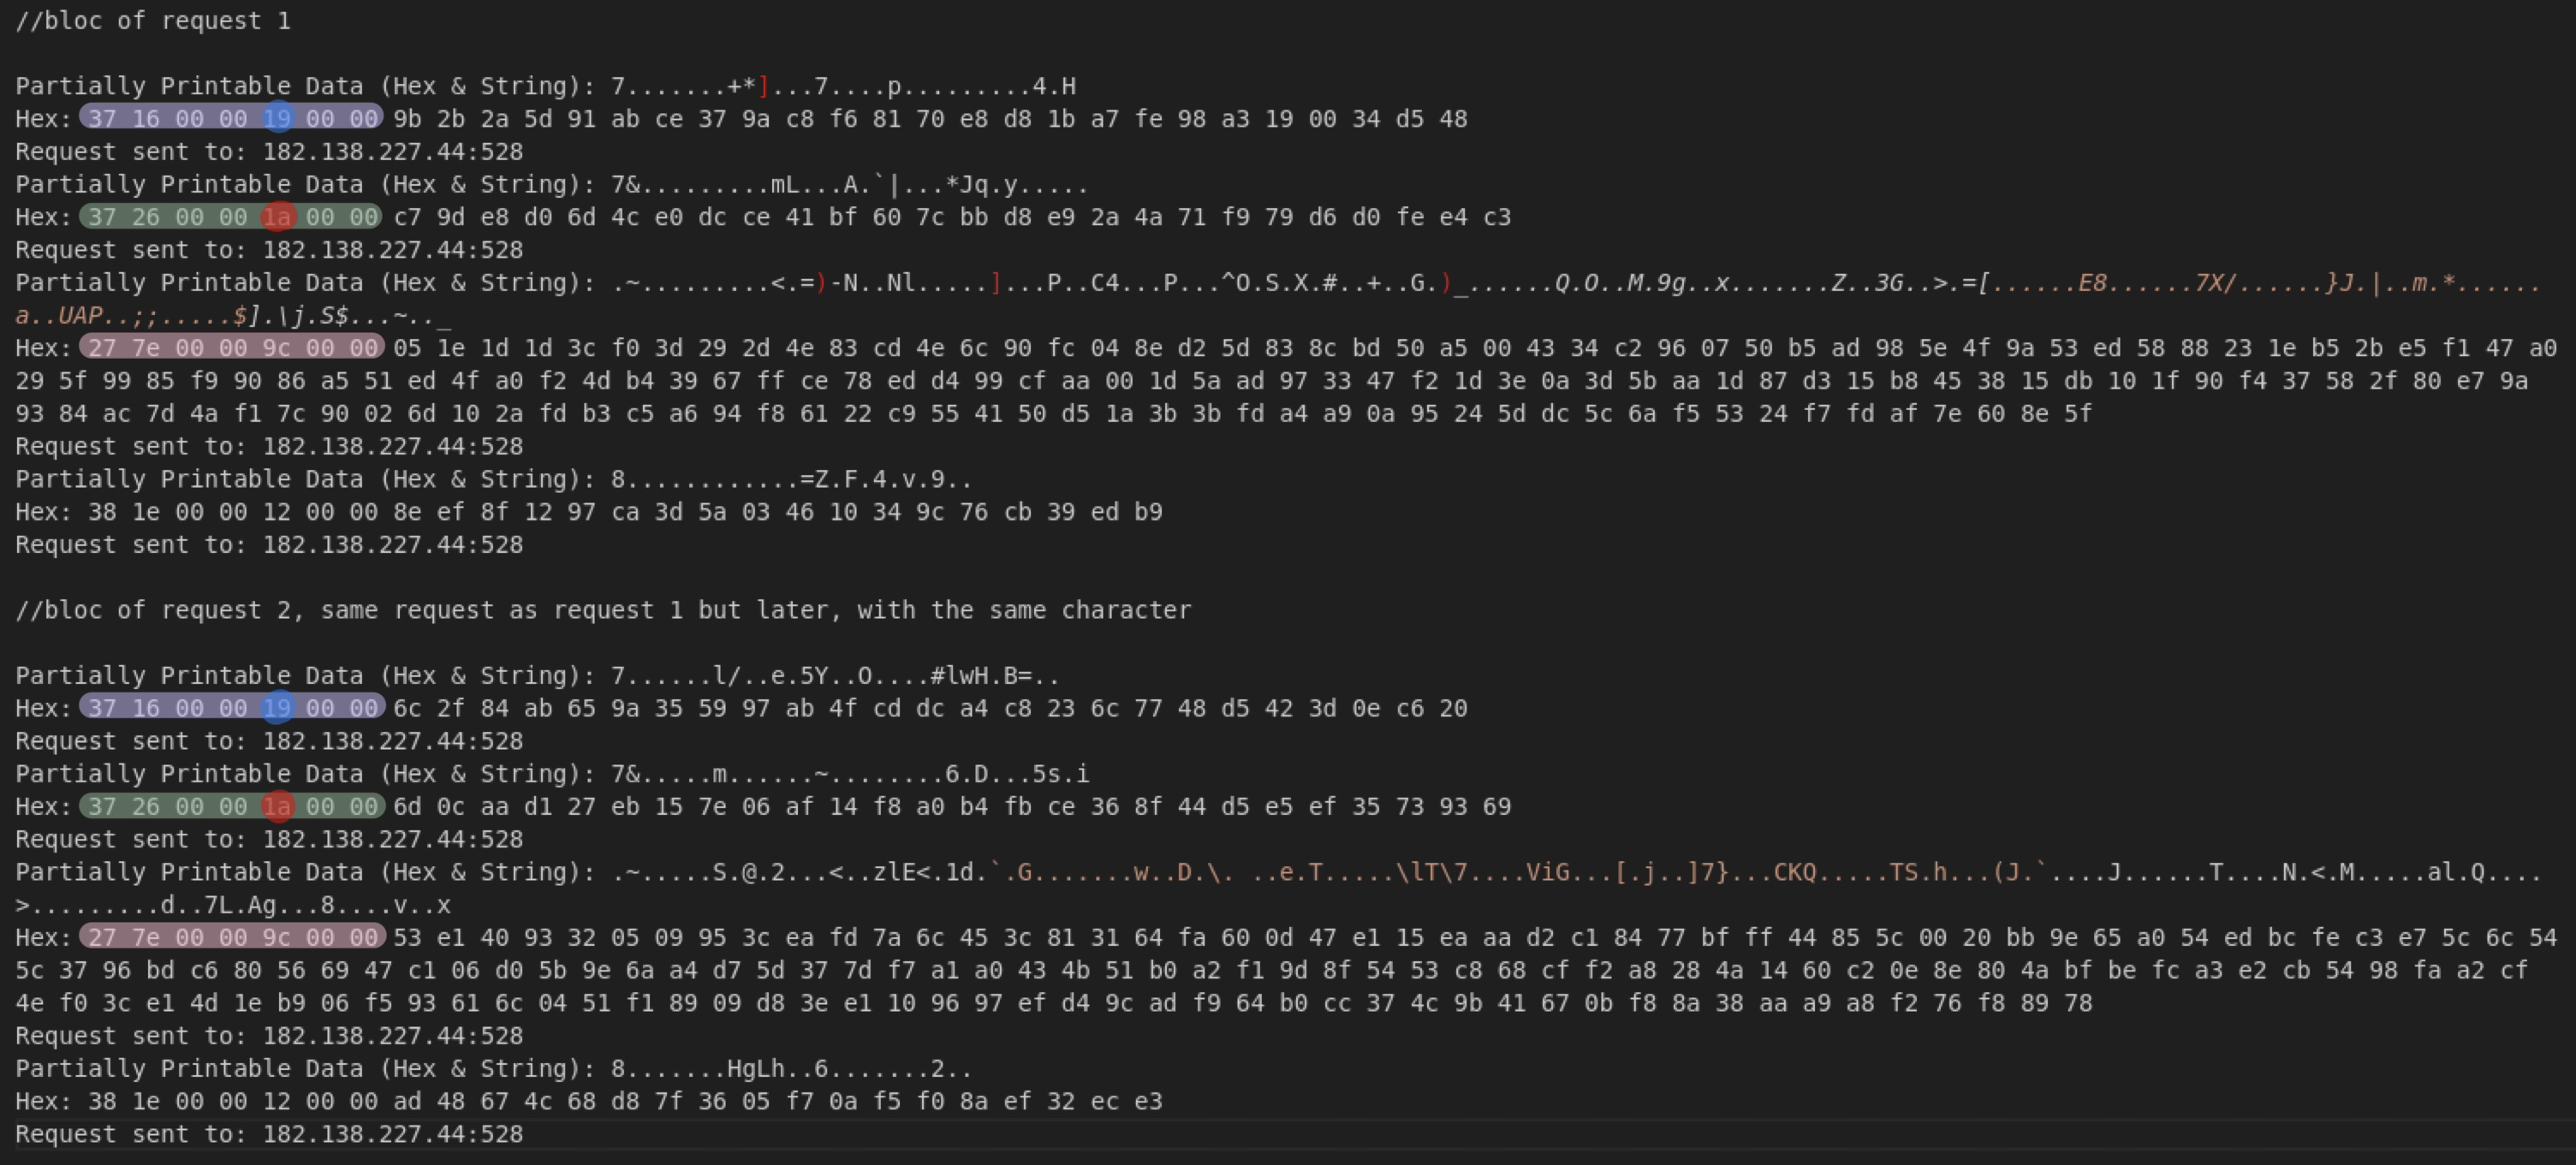 //bloc of request 1
Partially Printable Data (Hex & String): 7.......+*]...7....p.........4.H
Hex: 37 16 00 00 19 00 00 9b 2b 2a 5d 91 ab ce 37 9a c8 f6 81 70 e8 d8 1b a7 fe 98 a3 19 00 34 d5 48
Request sent to: 182.138.227.44:528
Partially Printable Data (Hex & String): 7&.........mL...A.`|...*Jq.y.....
Hex: 37 26 00 00 1a 00 00 c7 9d e8 d0 6d 4c e0 dc ce 41 bf 60 7c bb d8 e9 2a 4a 71 f9 79 d6 d0 fe e4 c3
Request sent to: 182.138.227.44:528
Partially Printable Data (Hex & String): .~.........<.=)-N..Nl.....]...P..C4...P...^O.S.X.#..+..G.)_......Q.O..M.9g..x.......Z..3G..>.=[......E8......7X/......}J.|..m.*......
a..UAP..;;.....$].\j.S$...~.._
Hex: 27 7e 00 00 9c 00 00 05 1e 1d 1d 3c f0 3d 29 2d 4e 83 cd 4e 6c 90 fc 04 8e d2 5d 83 8c bd 50 a5 00 43 34 c2 96 07 50 b5 ad 98 5e 4f 9a 53 ed 58 88 23 1e b5 2b e5 f1 47 a0
29 5f 99 85 f9 90 86 a5 51 ed 4f a0 f2 4d b4 39 67 ff ce 78 ed d4 99 cf aa 00 1d 5a ad 97 33 47 f2 1d 3e 0a 3d 5b aa 1d 87 d3 15 b8 45 38 15 db 10 1f 90 f4 37 58 2f 80 e7 9a
93 84 ac 7d 4a f1 7c 90 02 6d 10 2a fd b3 c5 a6 94 f8 61 22 c9 55 41 50 d5 1a 3b 3b fd a4 a9 0a 95 24 5d dc 5c 6a f5 53 24 f7 fd af 7e 60 8e 5f
Request sent to: 182.138.227.44:528
Partially Printable Data (Hex & String): 8............=Z.F.4.v.9..
Hex: 38 1e 00 00 12 00 00 8e ef 8f 12 97 ca 3d 5a 03 46 10 34 9c 76 cb 39 ed b9
Request sent to: 182.138.227.44:528
//bloc of request 2, same request as request 1 but later, with the same character
Partially Printable Data (Hex & String): 7......l/..e.5Y..O....#lwH.B=..
Hex: 37 16 00 00 19 00 00 6c 2f 84 ab 65 9a 35 59 97 ab 4f cd dc a4 c8 23 6c 77 48 d5 42 3d 0e c6 20
Request sent to: 182.138.227.44:528
Partially Printable Data (Hex & String): 7&.....m......~........6.D...5s.i
Hex: 37 26 00 00 1a 00 00 6d 0c aa d1 27 eb 15 7e 06 af 14 f8 a0 b4 fb ce 36 8f 44 d5 e5 ef 35 73 93 69
Request sent to: 182.138.227.44:528
Partially Printable Data (Hex & String): .~.....S.@.2...<..zlE<.1d.`.G.......w..D.\. ..e.T.....\lT\7....ViG...[.j..]7}...CKQ.....TS.h...(J.`....J......T....N.<.M.....al.Q....
>.........d..7L.Ag...8....v..x
Hex: 27 7e 00 00 9c 00 00 53 e1 40 93 32 05 09 95 3c ea fd 7a 6c 45 3c 81 31 64 fa 60 0d 47 e1 15 ea aa d2 c1 84 77 bf ff 44 85 5c 00 20 bb 9e 65 a0 54 ed bc fe c3 e7 5c 6c 54
5c 37 96 bd c6 80 56 69 47 c1 06 d0 5b 9e 6a a4 d7 5d 37 7d f7 a1 a0 43 4b 51 b0 a2 f1 9d 8f 54 53 c8 68 cf f2 a8 28 4a 14 60 c2 0e 8e 80 4a bf be fc a3 e2 cb 54 98 fa a2 cf
4e f0 3c e1 4d 1e b9 06 f5 93 61 6c 04 51 f1 89 09 d8 3e e1 10 96 97 ef d4 9c ad f9 64 b0 cc 37 4c 9b 41 67 0b f8 8a 38 aa a9 a8 f2 76 f8 89 78
Request sent to: 182.138.227.44:528
Partially Printable Data (Hex & String): 8.......HgLh..6.......2..
Hex: 38 1e 00 00 12 00 00 ad 48 67 4c 68 d8 7f 36 05 f7 0a f5 f0 8a ef 32 ec e3
Request sent to: 182.138.227.44:528